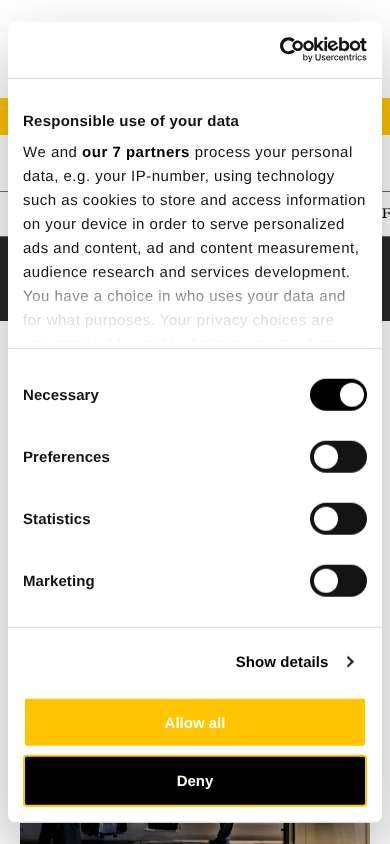 Cookiebot
by Usercentrics
Responsible use of your data
We and our 7 partners process your personal
data, e.g. your IP-number, using technology
such as cookies to store and access information
on your device in order to serve personalized
ads and content, ad and content measurement,
audience research and services development.
You have a choice in who uses your data and
for what purposes. Your privacy choices are
Necessary
Preferences
Statistics
Marketing
Show details
Allow all
Deny